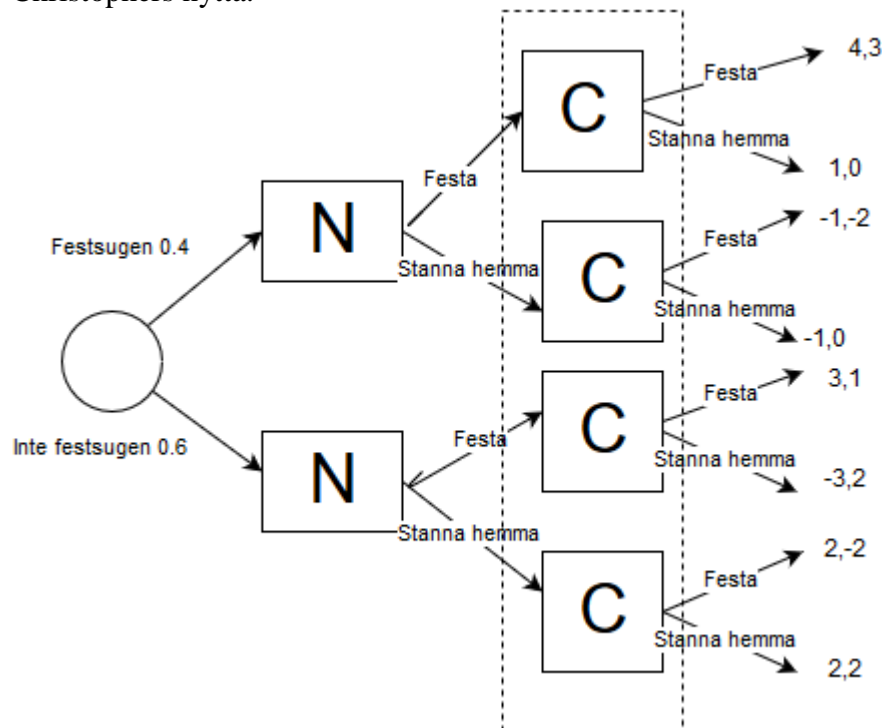 Christophers nytta.
Festa
4,3
C
Stanna hemma
1,0
Festa
N
Festsugen 0.4
Stanna hemma
Festa
-1,-2
C
Stanna hemma
-1,0
Festa
3,1
C
Stanna hemma
-3,2
Inte festsugen 0.6
Festa
N
Stanna hemma
Festa
2,-2
C
Stanna hemma
2,2